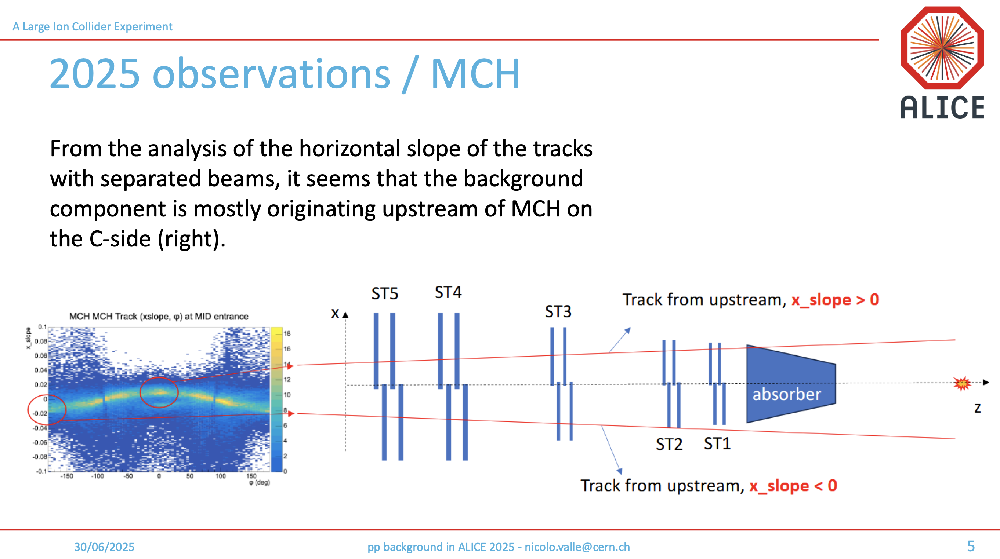 A Large Ion Collider Experiment
ALICE
2025 observations / MCH
From the analysis of the horizontal slope of the tracks
with separated beams, it seems that the background
component is mostly originating upstream of MCH on
the C-side (right).
MCH MCH Track (xslope, φ) at MID entrance
x_slope
0.1
0.08
0.06
0.04
0.02
0
-0.02
-0.04
-0.06
-0.08
-0.1
-150
-100
-50
0
50
100
150
φ (deg)
18
16
14
12
10
8
6
4
2
0
X
ST5
ST4
ST3
Track from upstream, x_slope > 0
absorber
z
ST2
ST1
Track from upstream, x_slope < 0
30/06/2025
pp background in ALICE 2025 - nicolo.valle@cern.ch
5